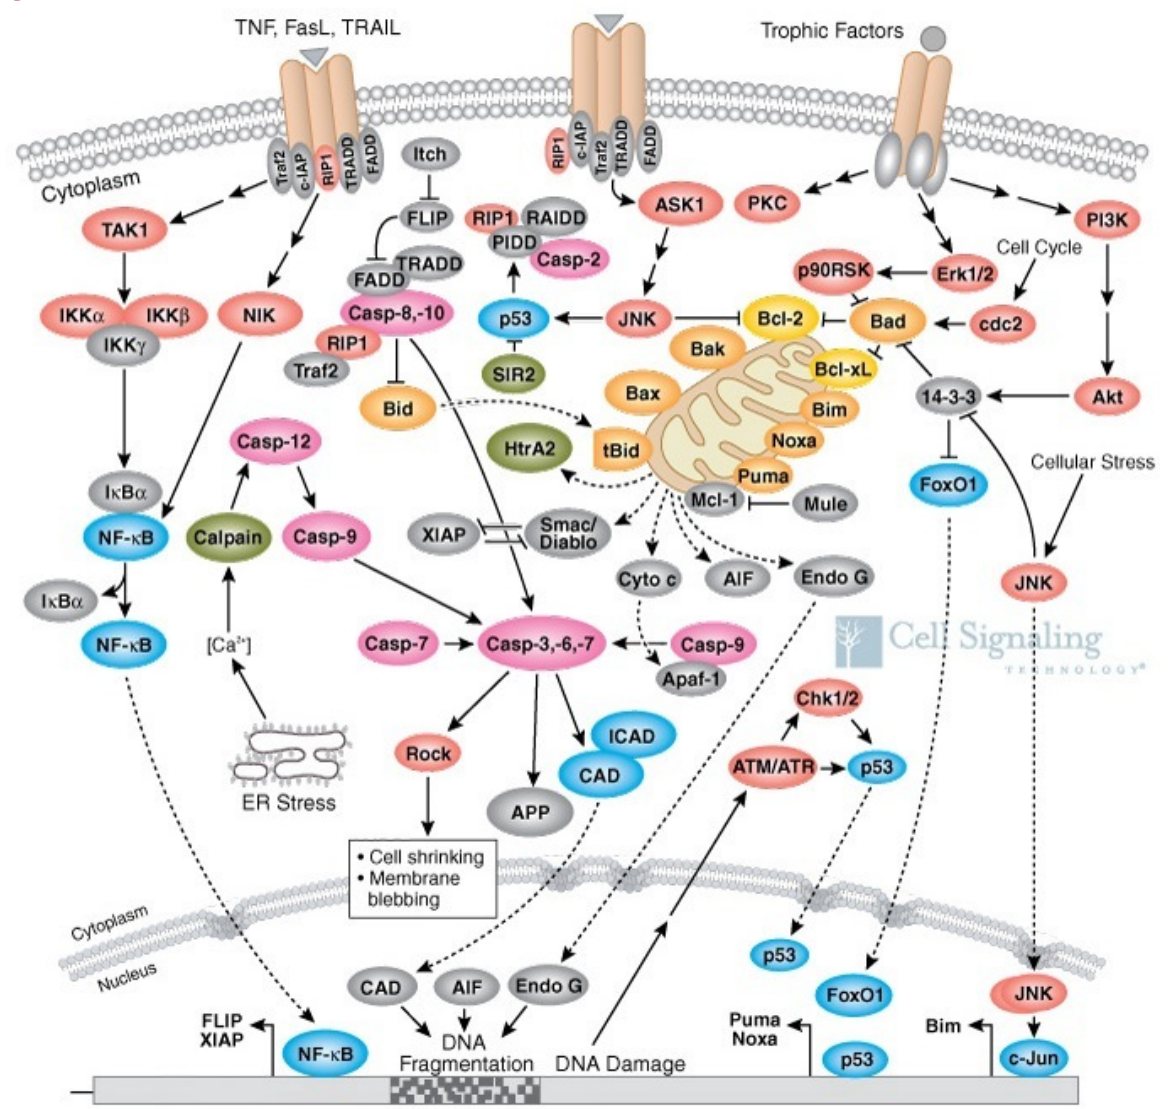 TNF, FasL, TRAIL
Trophic Factors
Traf2
c-IAP
RIP1
TRADD
FADD
RIP1
c-IAP
Traf2
TRADD
FADD
Cytoplasm
Itch
FLIP
TAK1
RIP1
RAIDD
PIDD
Casp-2
ASK1
PKC
PI3K
Cell Cycle
TRADD
FADD
p90RSK
Erk1/2
IKKα
IKKβ
IKKγ
NIK
Casp-8,-10
RIP1
Traf2
p53
JNK
Bcl-2
Bad
cdc2
SIR2
Bak
Bcl-xL
Bid
Bax
Bim
14-3-3
Akt
Casp-12
HtrA2
tBid
Noxa
Puma
Mcl-1
Mule
FoxO1
Cellular Stress
IκBα
NF-κB
Calpain
Casp-9
XIAP
Smac/
Diablo
Cyto c
AIF
Endo G
JNK
IκBα
NF-κB
[Ca²⁺]
Casp-7
Casp-3,-6,-7
Casp-9
Apaf-1
Cell Signaling
TECHNOLOGY®
Chk1/2
ER Stress
Rock
ICAD
CAD
APP
ATM/ATR
p53
• Cell shrinking
• Membrane
blebbing
Cytoplasm
Nucleus
p53
CAD
AIF
Endo G
FoxO1
JNK
FLIP
XIAP
NF-κB
DNA
Fragmentation
DNA Damage
Puma
Noxa
p53
Bim
c-Jun